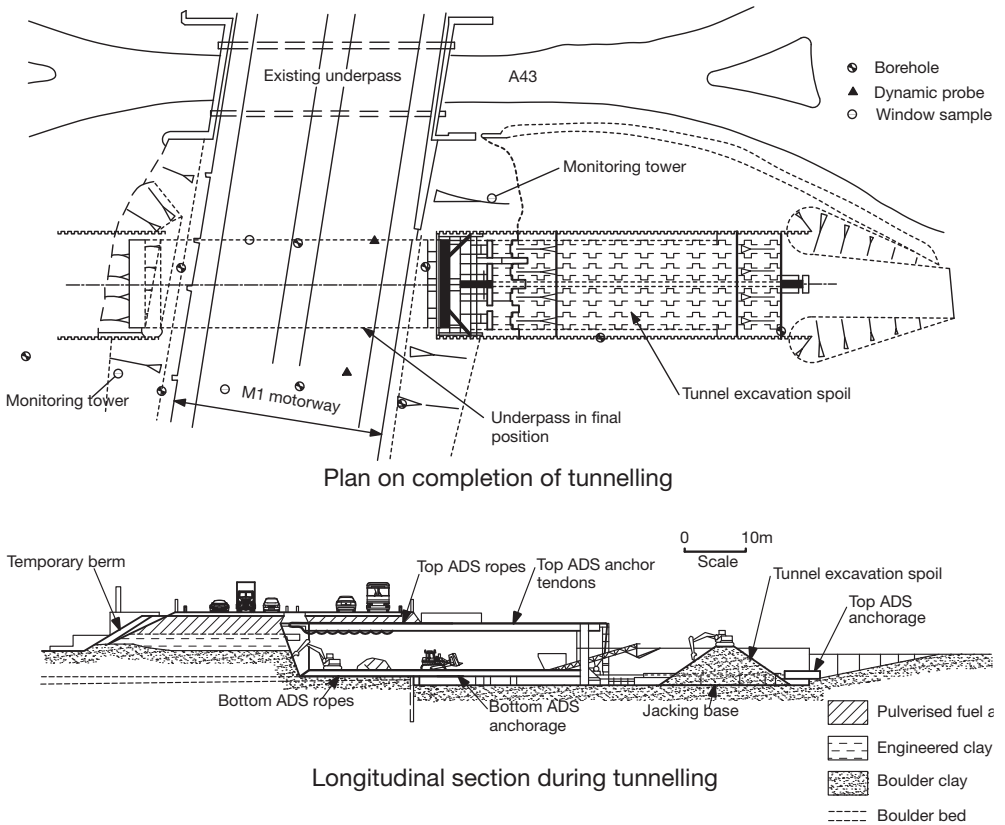 Existing underpass
A43
Borehole
Dynamic probe
Window sample
Monitoring tower
Tunnel excavation spoil
Monitoring tower
M1 motorway
Underpass in final
position
Plan on completion of tunnelling
0 10m
Scale
Temporary berm
Top ADS ropes
Top ADS anchor
tendons
Tunnel excavation spoil
Top ADS
anchorage
Bottom ADS ropes
Bottom ADS
anchorage
Jacking base
Pulverised fuel a
Engineered clay
Boulder clay
Boulder bed
Longitudinal section during tunnelling